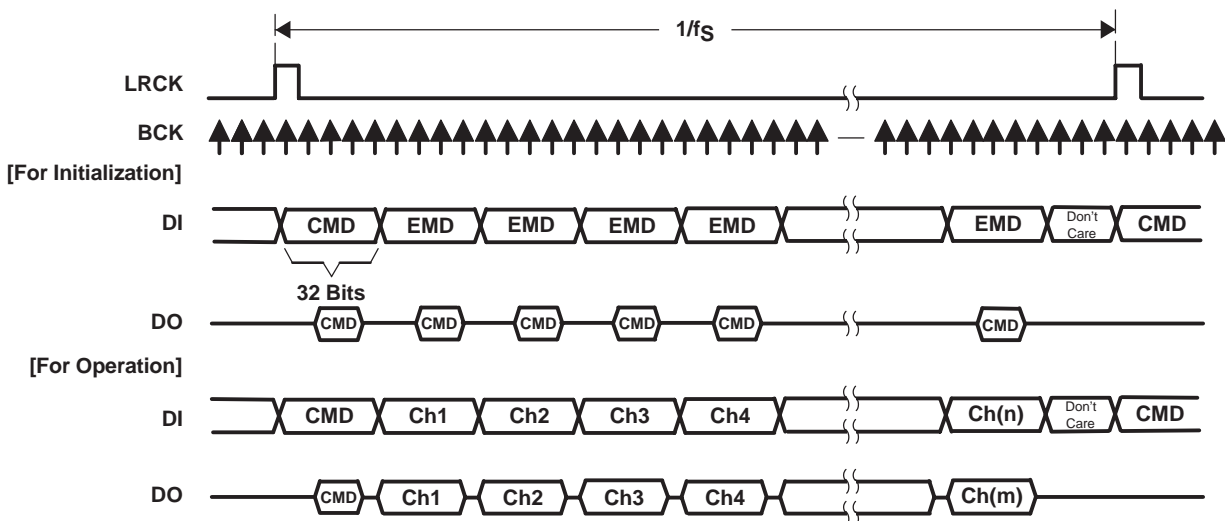 1/fS
LRCK
BCK
[For Initialization]
DI CMD EMD EMD EMD EMD EMD Don't Care CMD
32 Bits
DO CMD CMD CMD CMD CMD CMD
[For Operation]
DI CMD Ch1 Ch2 Ch3 Ch4 Ch(n) Don't Care CMD
DO CMD Ch1 Ch2 Ch3 Ch4 Ch(m)